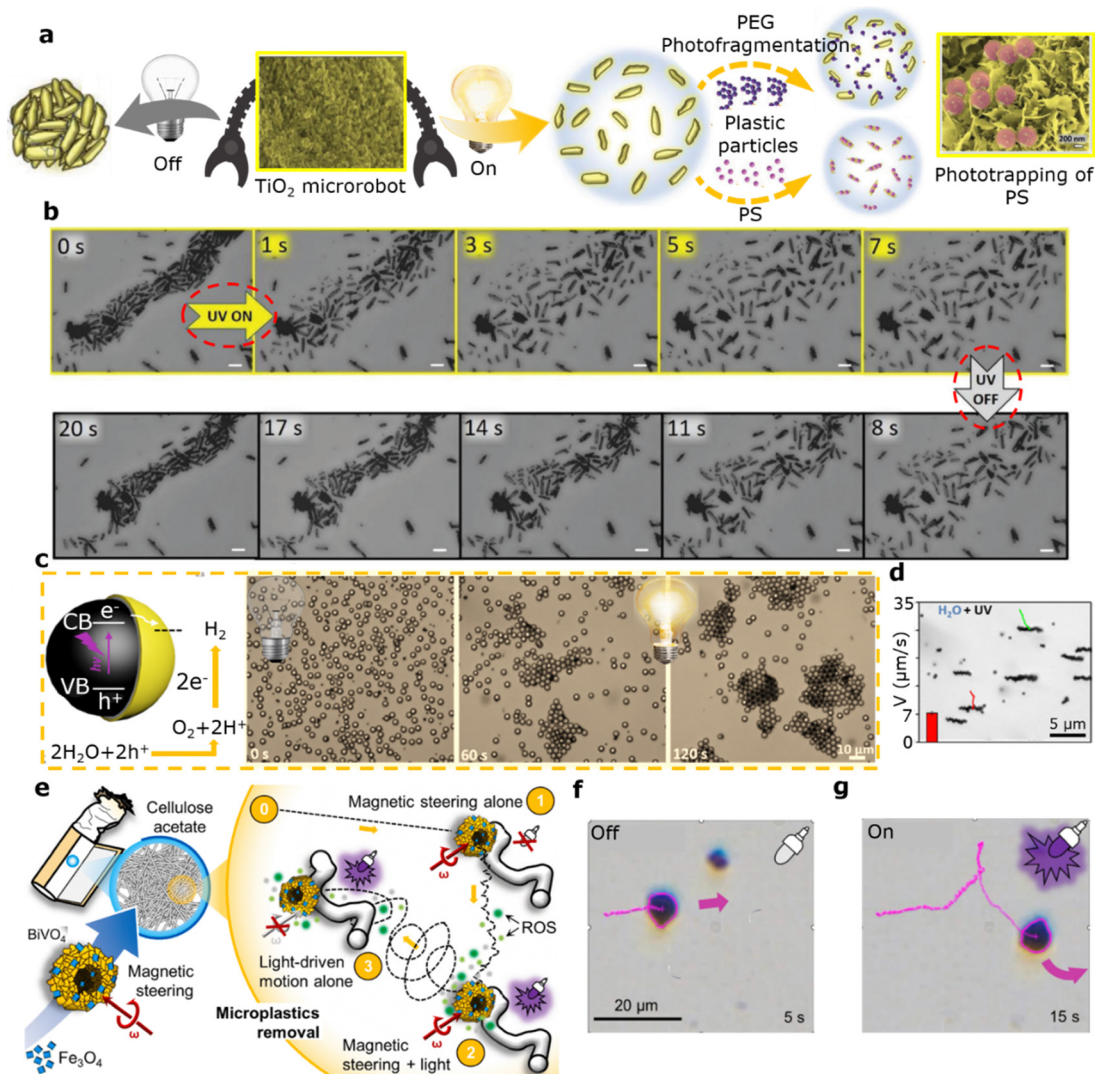 a
Off
TiO2 microrobot
On
PEG
Photofragmentation
Plastic
particles
PS
200 nm
Phototrapping of
PS
b
0 s
1 s
3 s
5 s
7 s
UV ON
UV
OFF
20 s
17 s
14 s
11 s
8 s
c
CB
e-
hν
VB
h+
H2
2e-
O2+2H+
2H2O+2h+
0 s
60 s
120 s
10 µm
d
H2O + UV
35
V (µm/s)
7
0
5 µm
e
Cellulose
acetate
BiVO4
Magnetic
steering
ω
Fe3O4
0
Magnetic steering alone
1
ω
ROS
ω
Light-driven
motion alone
3
Microplastics
removal
ω
Magnetic
steering + light
2
f
Off
20 µm
5 s
g
On
15 s